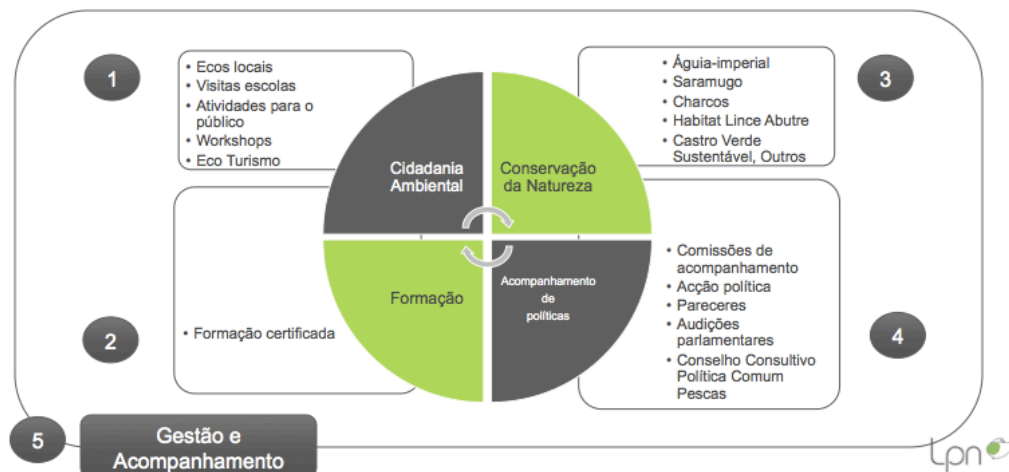 1
• Ecos locais
• Visitas escolas
• Atividades para o
público
• Workshops
• Eco Turismo
Cidadania
Ambiental
Conservação
da Natureza
• Águia-imperial
• Saramugo
• Charcos
• Habitat Lince Abutre
• Castro Verde
Sustentável, Outros
3
2
• Formação certificada
Formação
Acompanhamento
de
políticas
• Comissões de
acompanhamento
• Acção política
• Pareceres
• Audições
parlamentares
• Conselho Consultivo
Política Comum
Pescas
4
5
Gestão e
Acompanhamento
lpn